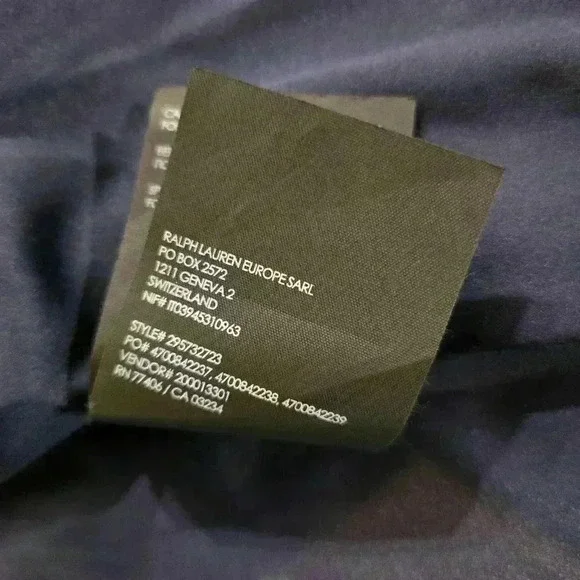 RALPH LAUREN EUROPE SARL
PO BOX 2572
1211 GENEVA 2
SWITZERLAND
NIF# IT03945310963
STYLE# 295732723
PO# 4700842237, 4700842238, 4700842239
VENDOR# 200013301
RN 77406 / CA 03234